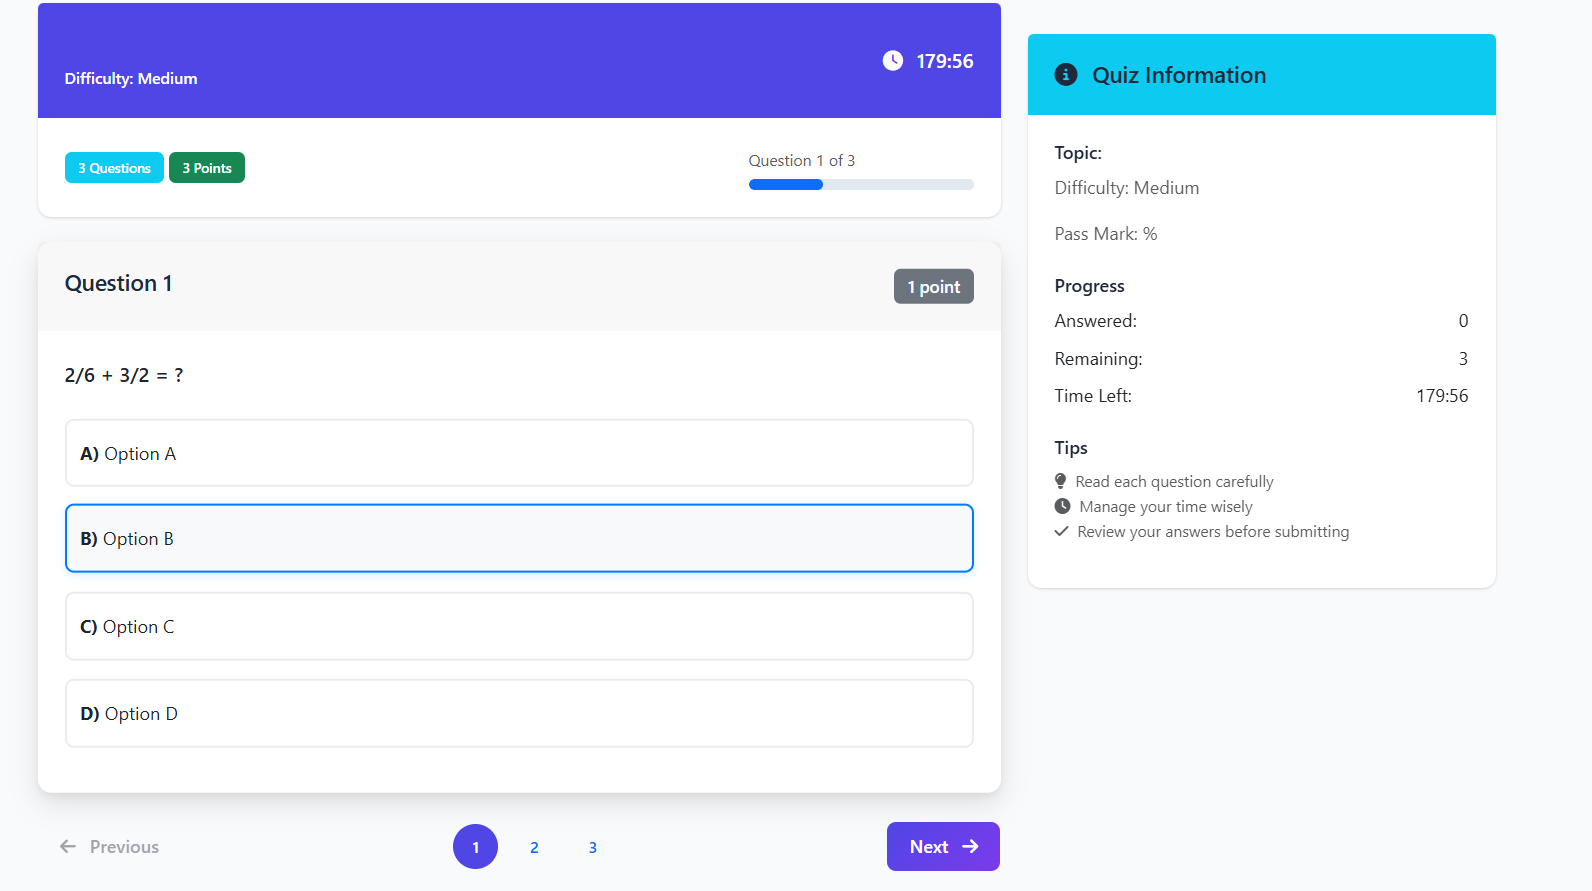 Difficulty: Medium
179:56
3 Questions
3 Points
Question 1 of 3
Question 1
1 point
2/6 + 3/2 = ?
A) Option A
B) Option B
C) Option C
D) Option D
Previous
1
2
3
Next
Quiz Information
Topic:
Difficulty: Medium
Pass Mark: %
Progress
Answered: 0
Remaining: 3
Time Left: 179:56
Tips
Read each question carefully
Manage your time wisely
Review your answers before submitting